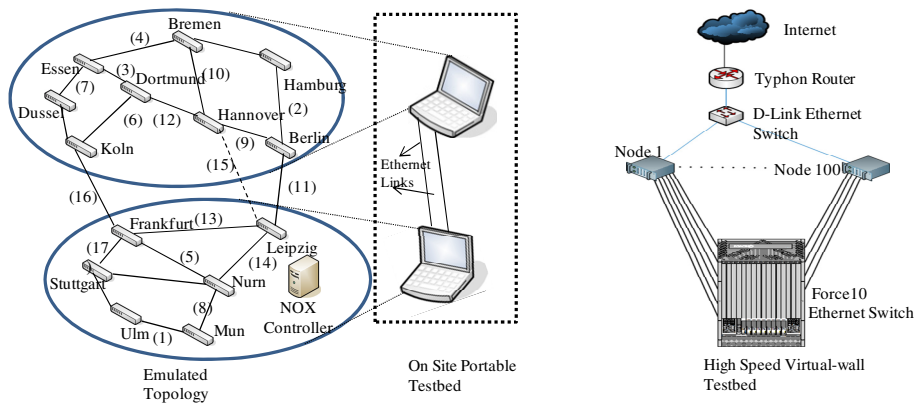 Bremen
(4)
Essen
(3)
Dortmund
(10)
Hamburg
(7)
Dussel
(6)
(12)
Hannover
(2)
(9)
Berlin
Koln
(15)
(11)
(16)
Frankfurt
(13)
Leipzig
(17)
(5)
(14)
Stuttgart
Nurn
(8)
NOX
Controller
Ulm
(1)
Mun
Emulated
Topology
Ethernet
Links
On Site Portable
Testbed
Internet
Typhon Router
D-Link Ethernet
Switch
Node 1
Node 100
Force10
Ethernet Switch
High Speed Virtual-wall
Testbed